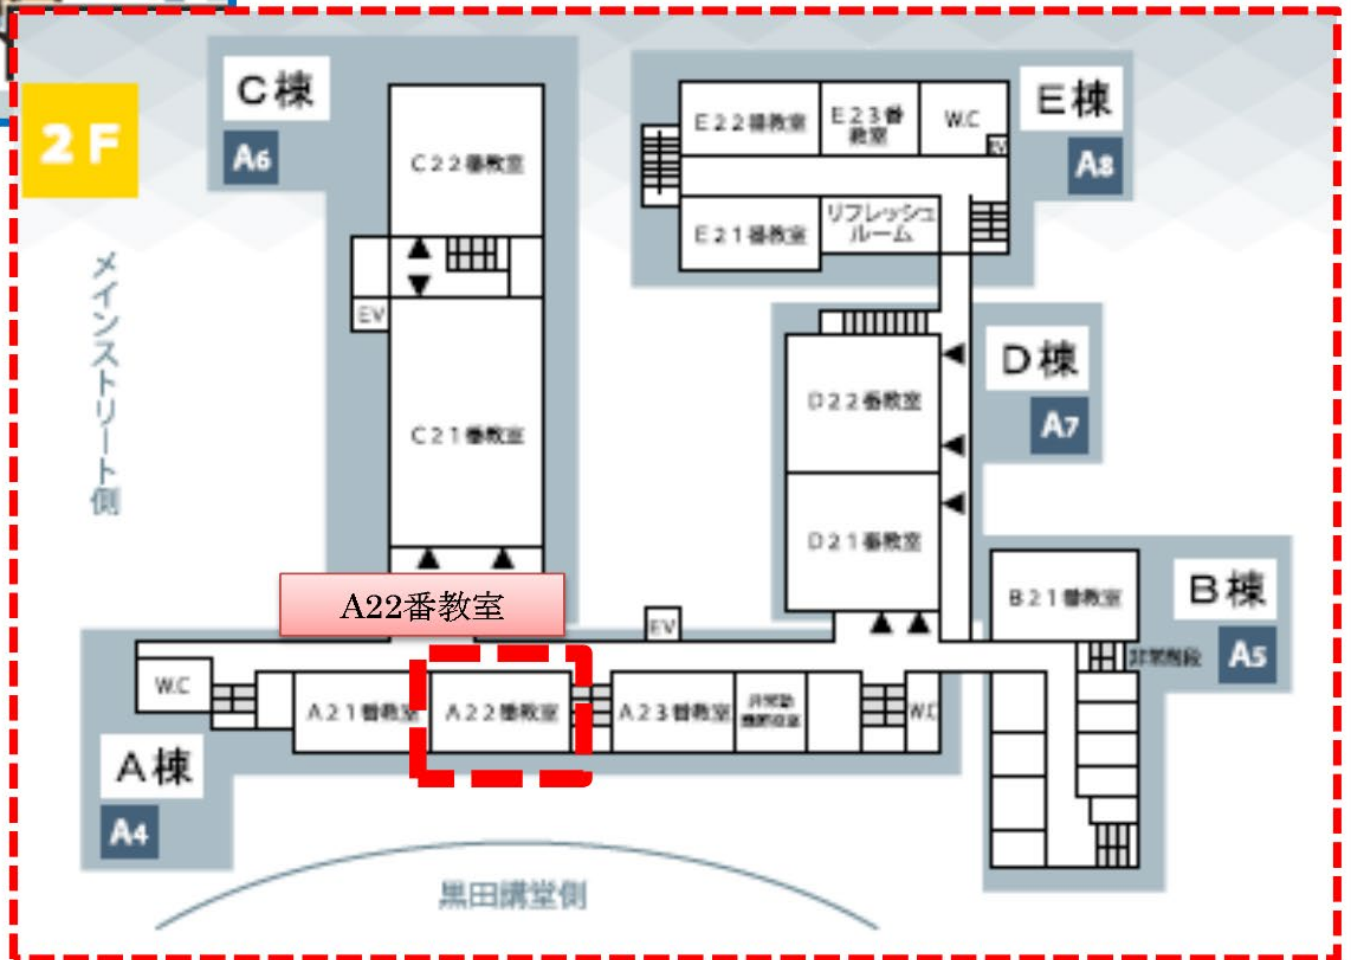 2F
C棟
A6
C22番教室
EV
C21番教室
メインストリート側
E22番教室
E23番
教室
W.C
E棟
A8
E21番教室
リフレッシュ
ルーム
D棟
A7
D22番教室
D21番教室
B21番教室
B棟
A5
非常階段
A22番教室
EV
W.C
A21番教室
A22番教室
A23番教室
W.C
A棟
A4
黒田講堂側